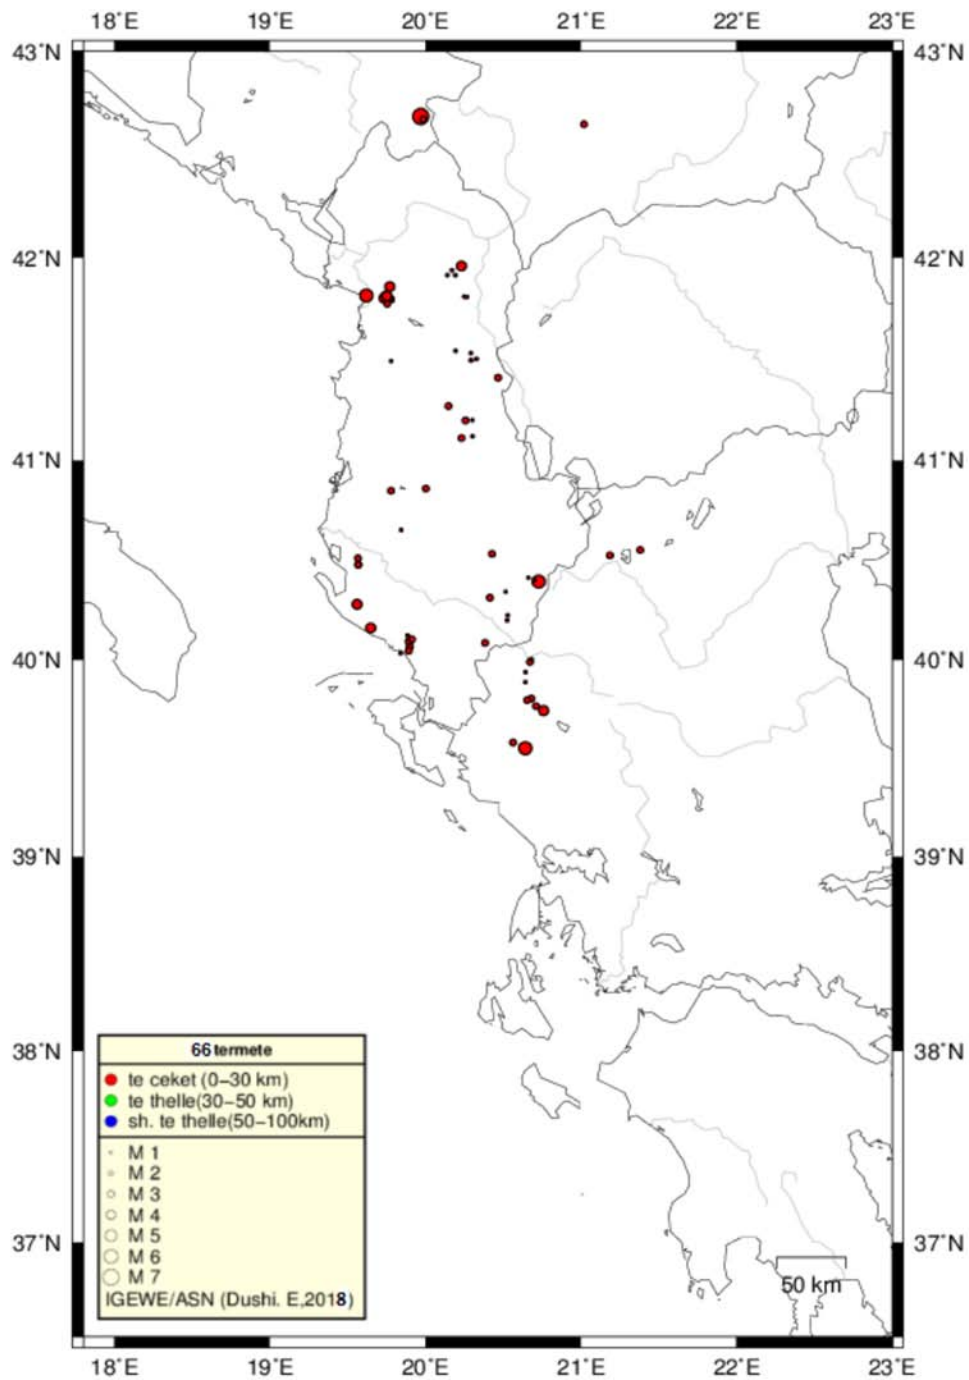 18˚E 19˚E 20˚E 21˚E 22˚E 23˚E
43˚N 43˚N
42˚N 42˚N
41˚N 41˚N
40˚N 40˚N
39˚N 39˚N
38˚N 38˚N
66 termete
te ceket (0−30 km)
te thelle(30−50 km)
sh. te thelle(50−100km)
M 1
M 2
M 3
M 4
M 5
M 6
M 7
IGEWE/ASN (Dushi. E,2018)
37˚N 37˚N
50 km
18˚E 19˚E 20˚E 21˚E 22˚E 23˚E